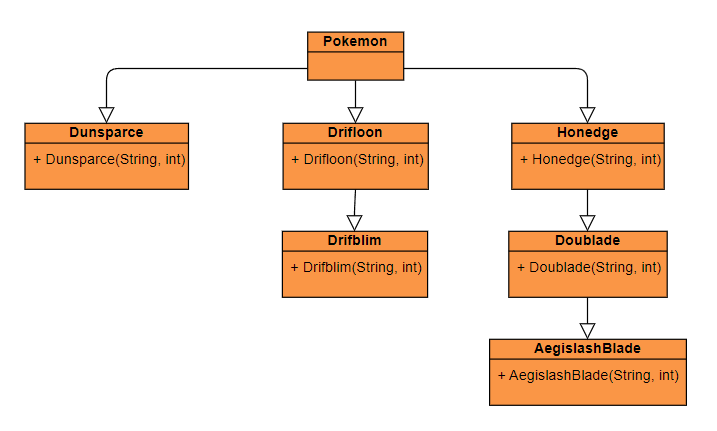 Pokemon
Dunsparce
+ Dunsparce(String, int)
Drifloon
+ Drifloon(String, int)
Honedge
+ Honedge(String, int)
Drifblim
+ Drifblim(String, int)
Doublade
+ Doublade(String, int)
AegislashBlade
+ AegislashBlade(String, int)